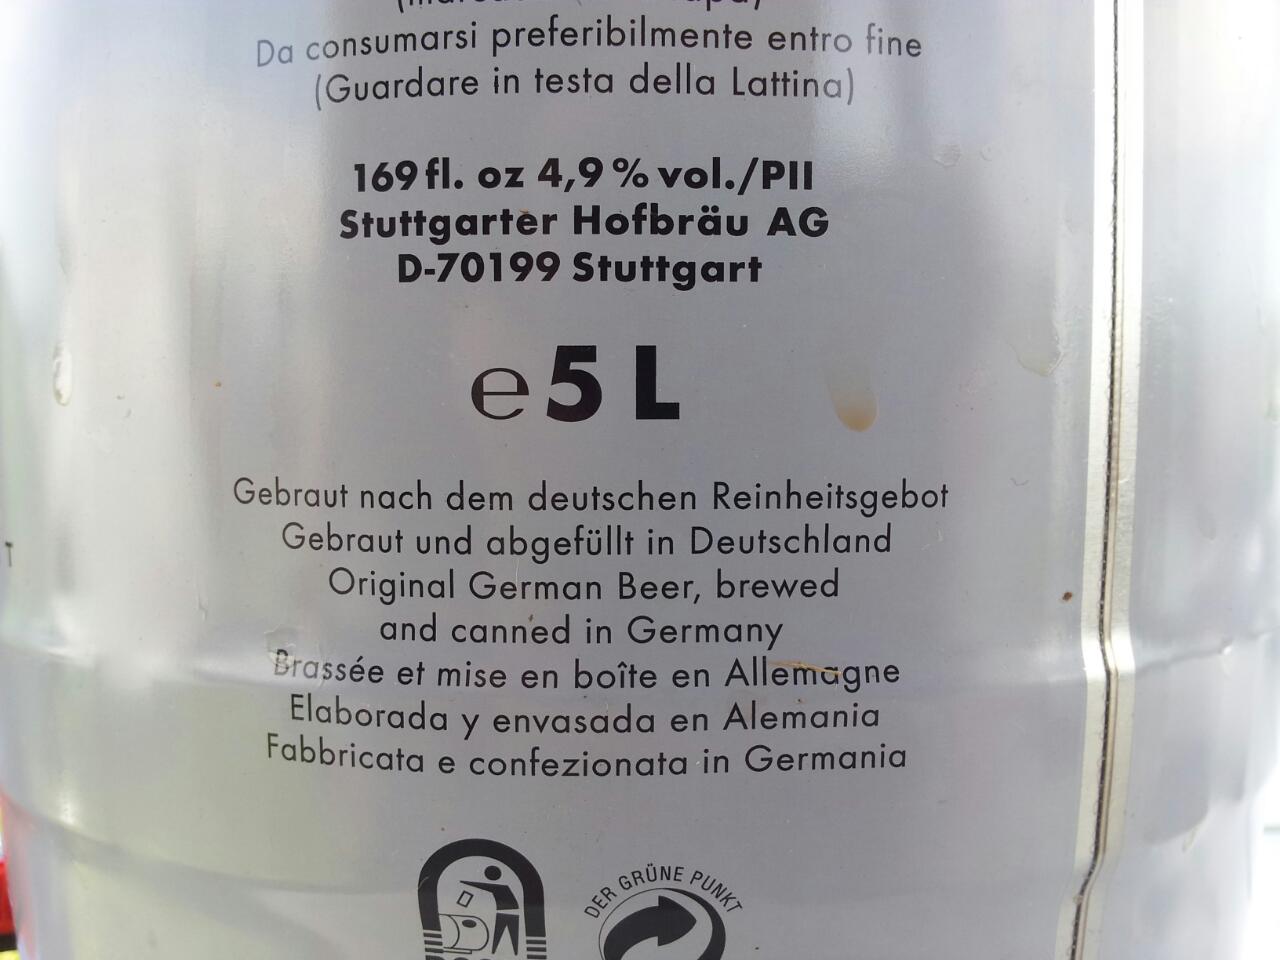 Da consumarsi preferibilmente entro fine
(Guardare in testa della Lattina)
169 fl. oz 4,9 % vol./PII
Stuttgarter Hofbräu AG
D-70199 Stuttgart
℮ 5 L
Gebraut nach dem deutschen Reinheitsgebot
Gebraut und abgefüllt in Deutschland
Original German Beer, brewed
and canned in Germany
Brassée et mise en boîte en Allemagne
Elaborada y envasada en Alemania
Fabbricata e confezionata in Germania
DER GRÜNE PUNKT
T